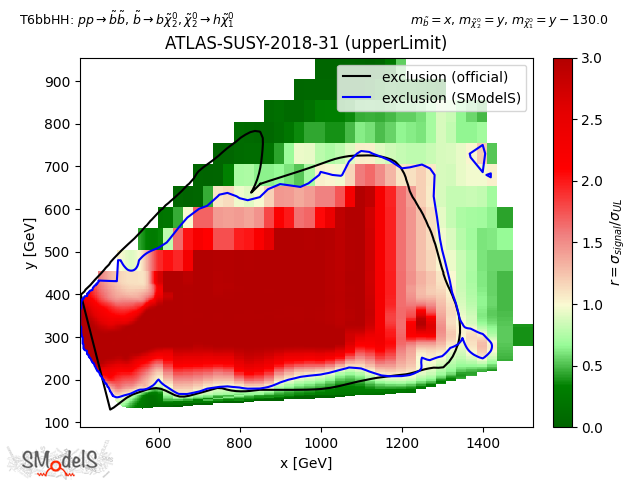 T6bbHH: pp → b̃b̃, b̃ → bχ̃⁰₂, χ̃⁰₂ → hχ̃⁰₁ m_b̃ = x, m_χ̃⁰₂ = y, m_χ̃⁰₁ = y − 130.0
ATLAS-SUSY-2018-31 (upperLimit)
exclusion (official)
exclusion (SModelS)
900
800
700
600
500
400
300
200
100
y [GeV]
600 800 1000 1200 1400
x [GeV]
3.0
2.5
2.0
1.5
1.0
0.5
0.0
r = σ_signal/σ_UL
SModelS